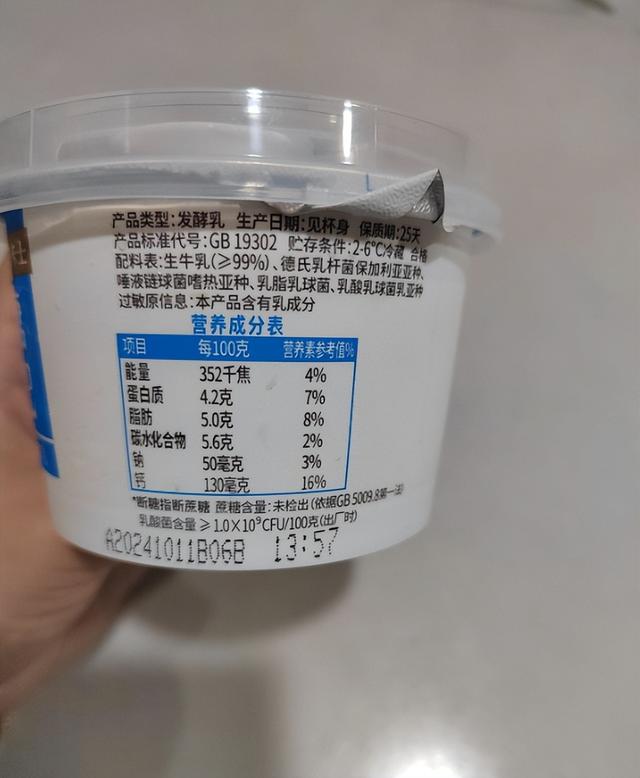 社
产品类型:发酵乳 生产日期:见杯身 保质期:25天
产品标准代号:GB 19302 贮存条件:2-6℃冷藏 合格
配料表:生牛乳(≥99%)、德氏乳杆菌保加利亚亚种、
唾液链球菌嗜热亚种、乳脂乳球菌、乳酸乳球菌乳亚种
过敏原信息:本产品含有乳成分
营养成分表
项目 每100克 营养素参考值%
能量 352千焦 4%
蛋白质 4.2克 7%
脂肪 5.0克 8%
碳水化合物 5.6克 2%
钠 50毫克 3%
钙 130毫克 16%
*断糖指断蔗糖 蔗糖含量:未检出(依据GB 5009.8第一法)
乳酸菌含量≥1.0×10⁹CFU/100克(出厂时)
A20241011B06B 13:57